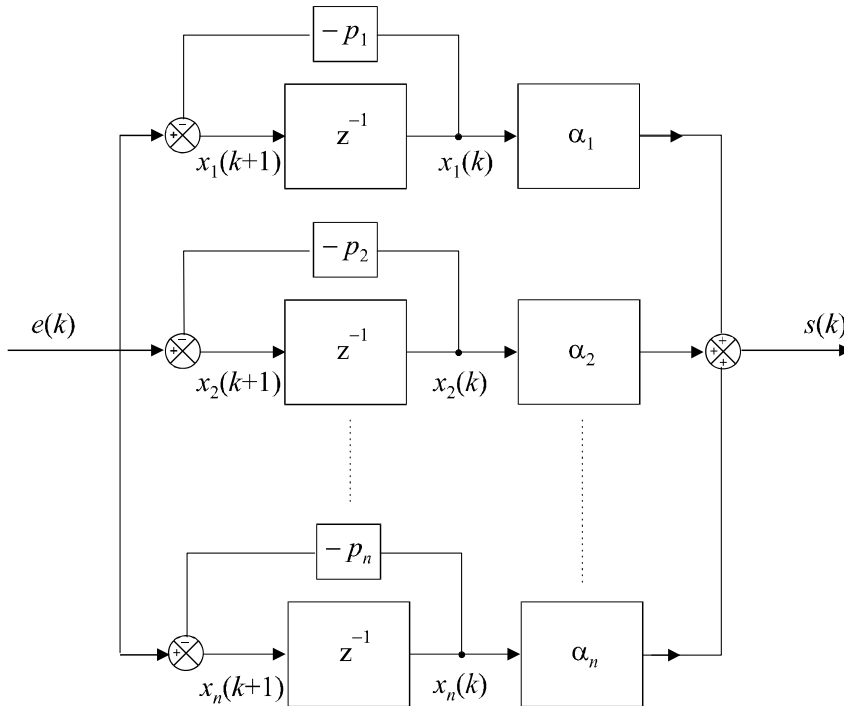 − p₁
z⁻¹
α₁
x₁(k+1)
x₁(k)
− p₂
e(k)
z⁻¹
α₂
s(k)
x₂(k+1)
x₂(k)
− pₙ
z⁻¹
αₙ
xₙ(k+1)
xₙ(k)